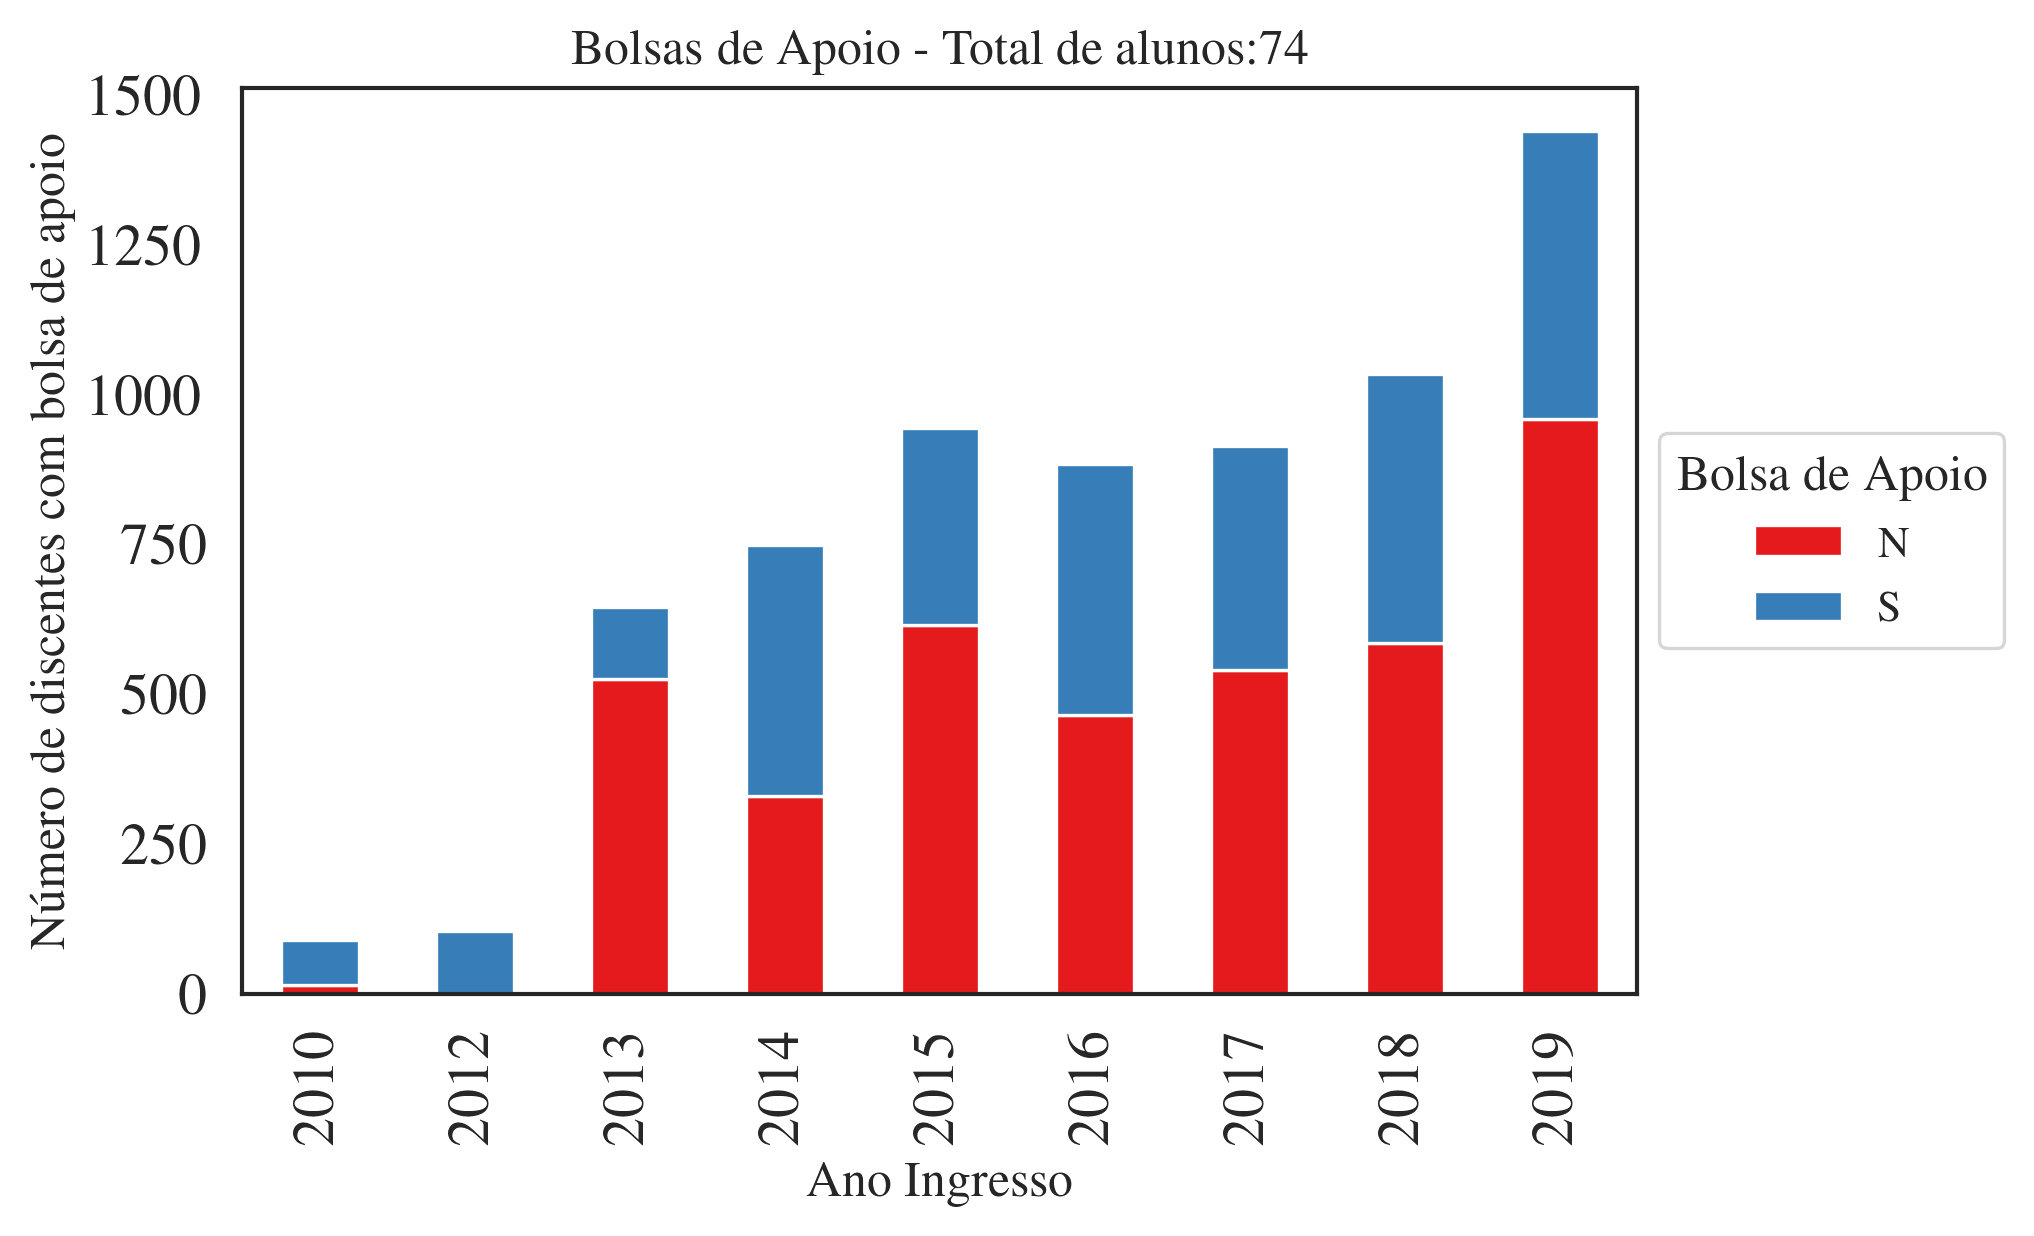 Bolsas de Apoio - Total de alunos:74
Número de discentes com bolsa de apoio
1500
1250
1000
750
500
250
0
2010
2012
2013
2014
2015
2016
2017
2018
2019
Ano Ingresso
Bolsa de Apoio
N
S